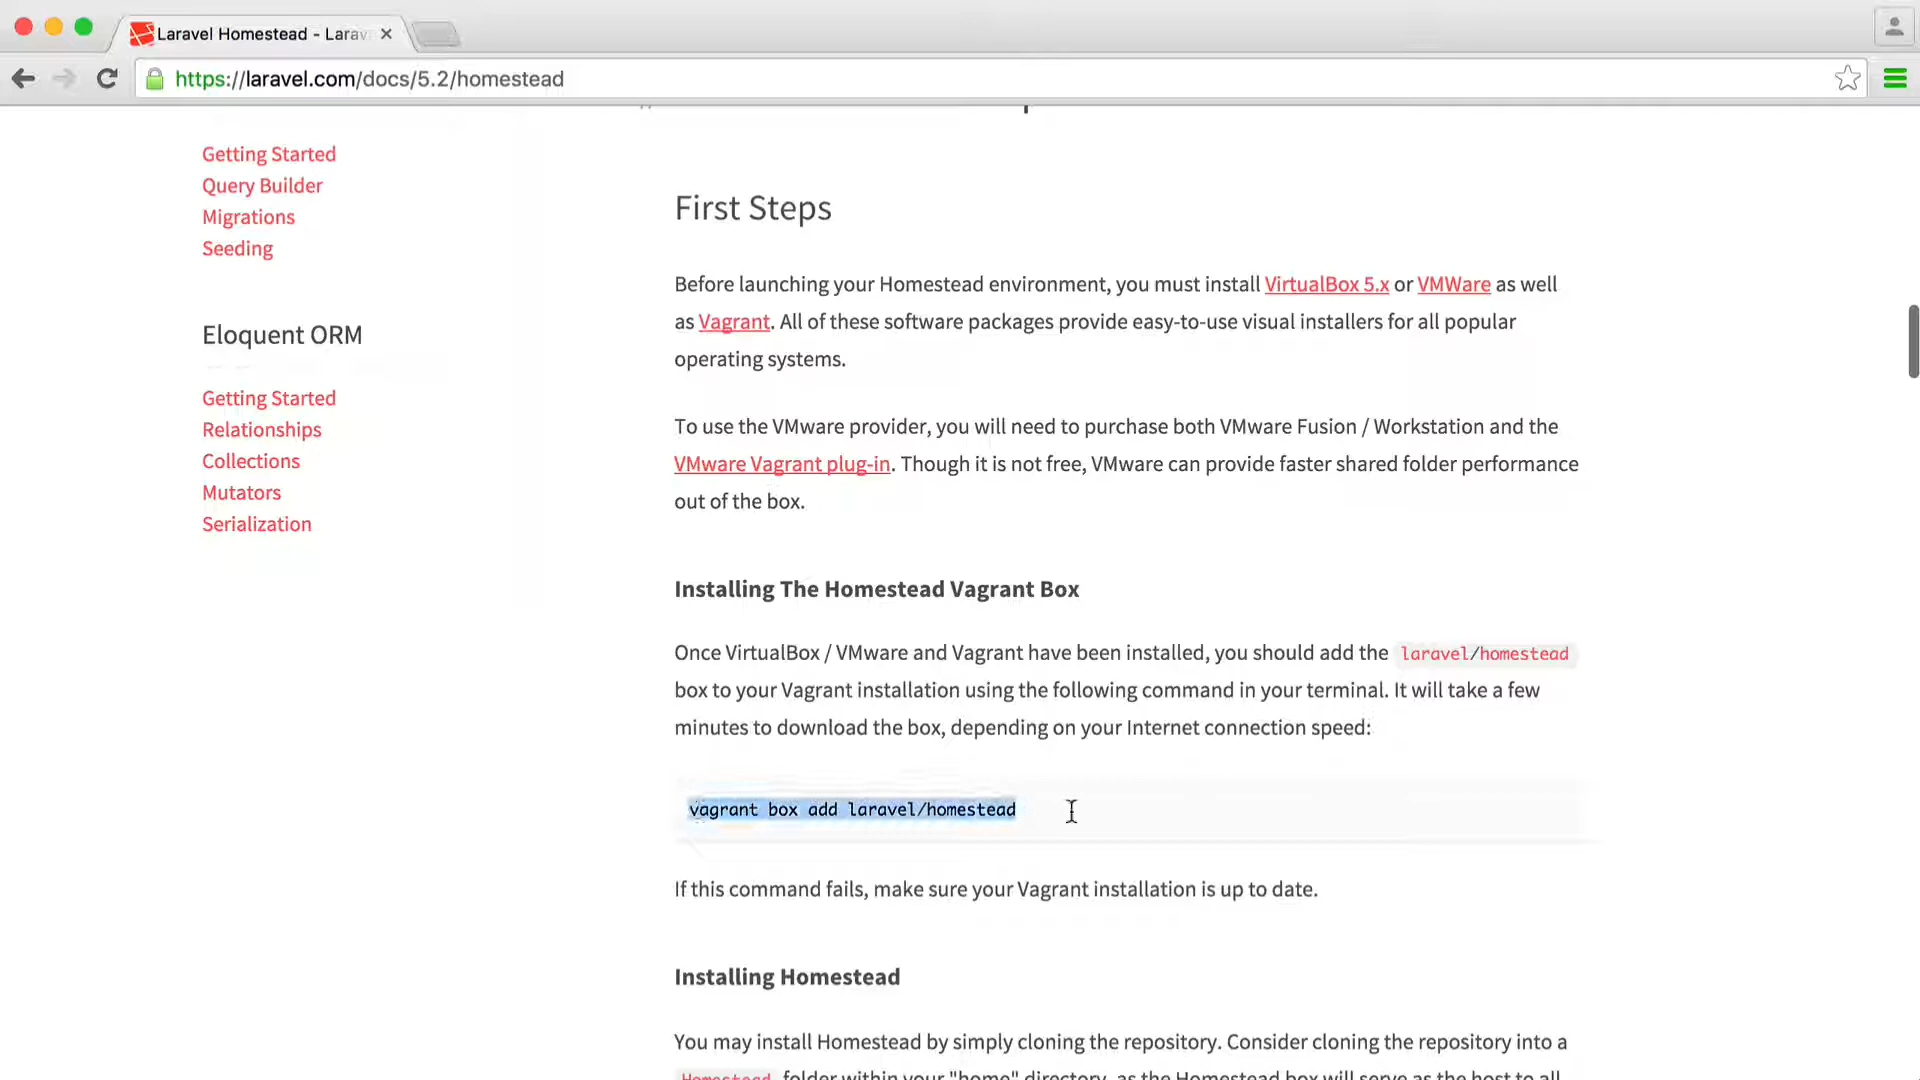 Laravel Homestead - Larav
https://laravel.com/docs/5.2/homestead
Getting Started
Query Builder
Migrations
Seeding
Eloquent ORM
Getting Started
Relationships
Collections
Mutators
Serialization
First Steps
Before launching your Homestead environment, you must install VirtualBox 5.x or VMWare as well
as Vagrant. All of these software packages provide easy-to-use visual installers for all popular
operating systems.
To use the VMware provider, you will need to purchase both VMware Fusion / Workstation and the
VMware Vagrant plug-in. Though it is not free, VMware can provide faster shared folder performance
out of the box.
Installing The Homestead Vagrant Box
Once VirtualBox / VMware and Vagrant have been installed, you should add the laravel/homestead
box to your Vagrant installation using the following command in your terminal. It will take a few
minutes to download the box, depending on your Internet connection speed:
vagrant box add laravel/homestead
If this command fails, make sure your Vagrant installation is up to date.
Installing Homestead
You may install Homestead by simply cloning the repository. Consider cloning the repository into a
Homestead folder within your "home" directory, as the Homestead box will serve as the host to all